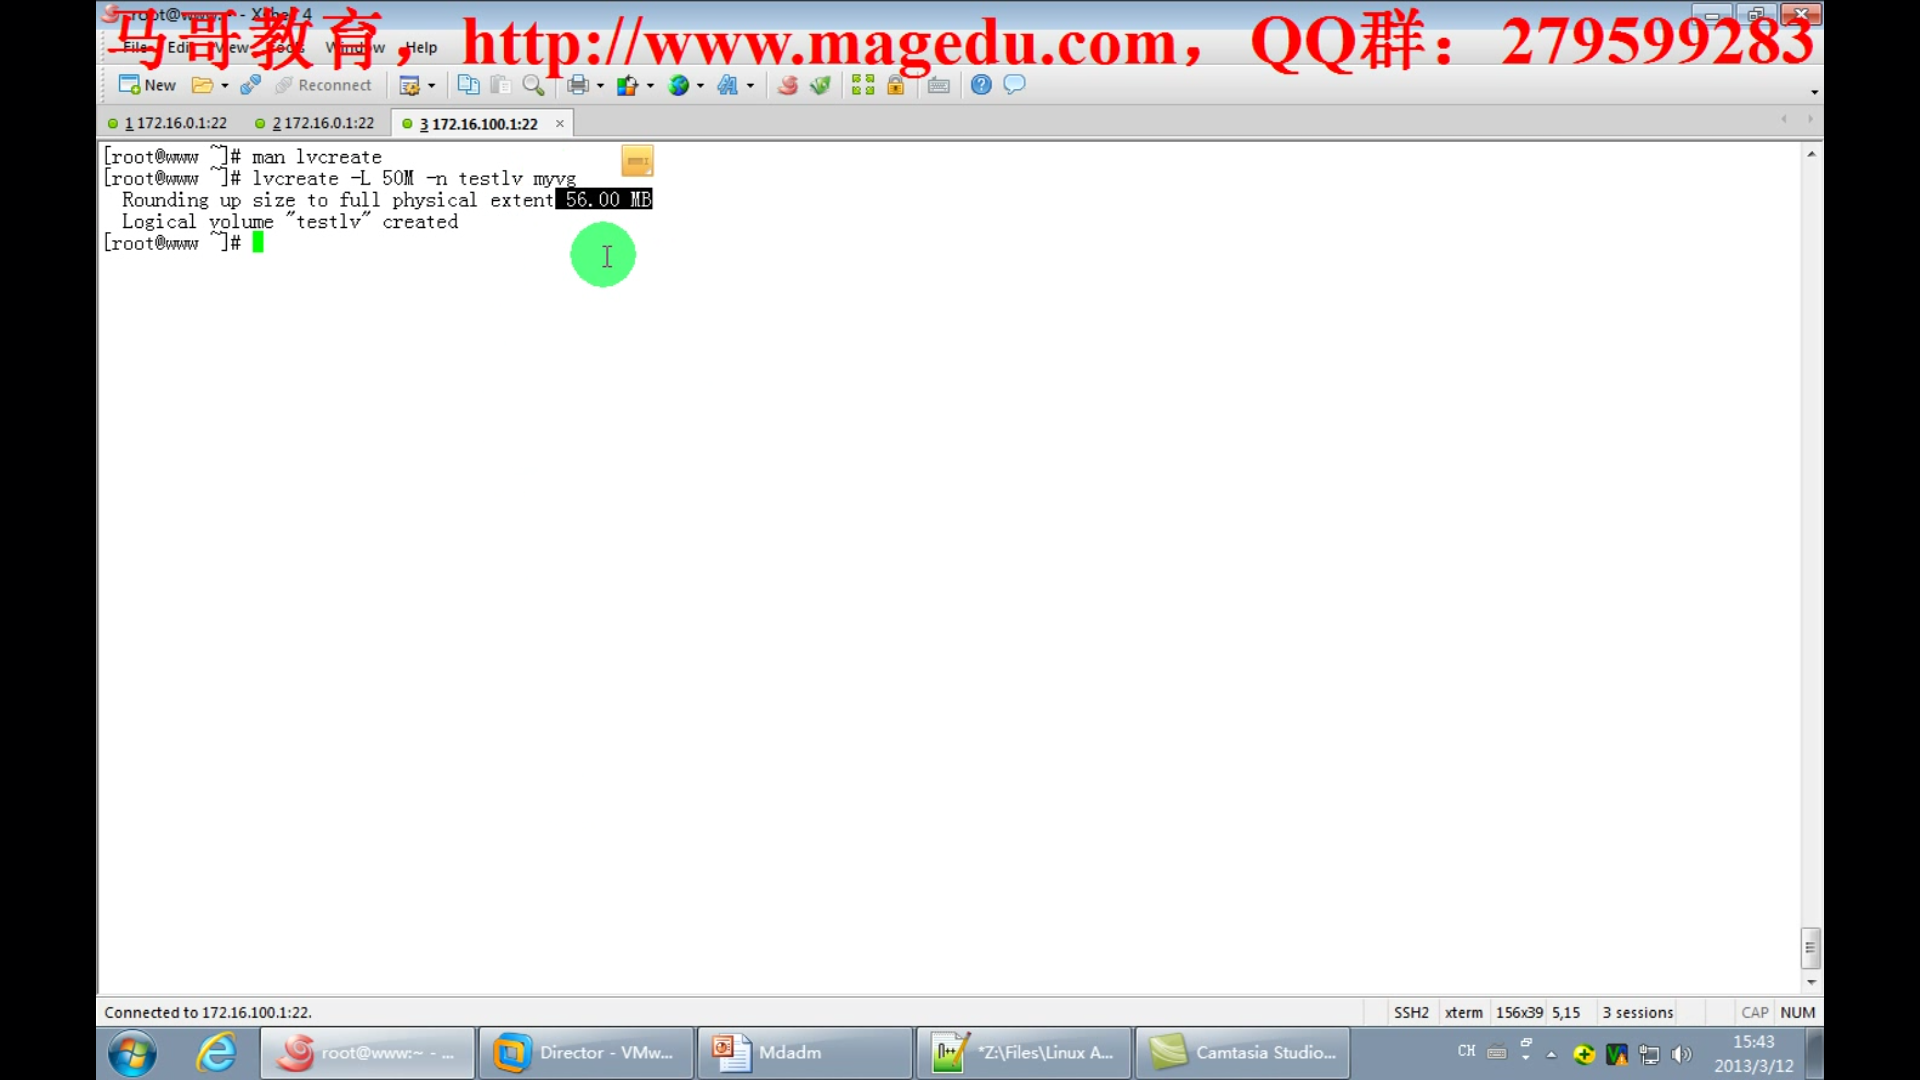 root@www:~ - Xshell 4
马哥教育，http://www.magedu.com，QQ群：279599283
File Edit View Tools Window Help
New Reconnect
1 172.16.0.1:22 2 172.16.0.1:22 3 172.16.100.1:22
[root@www ~]# man lvcreate
[root@www ~]# lvcreate -L 50M -n testlv myvg
Rounding up size to full physical extent 56.00 MB
Logical volume "testlv" created
[root@www ~]#
Connected to 172.16.100.1:22. SSH2 xterm 156x39 5,15 3 sessions CAP NUM
root@www:~ - ... Director - VMw... Mdadm *Z:\Files\Linux A... Camtasia Studio... CH 15:43
2013/3/12